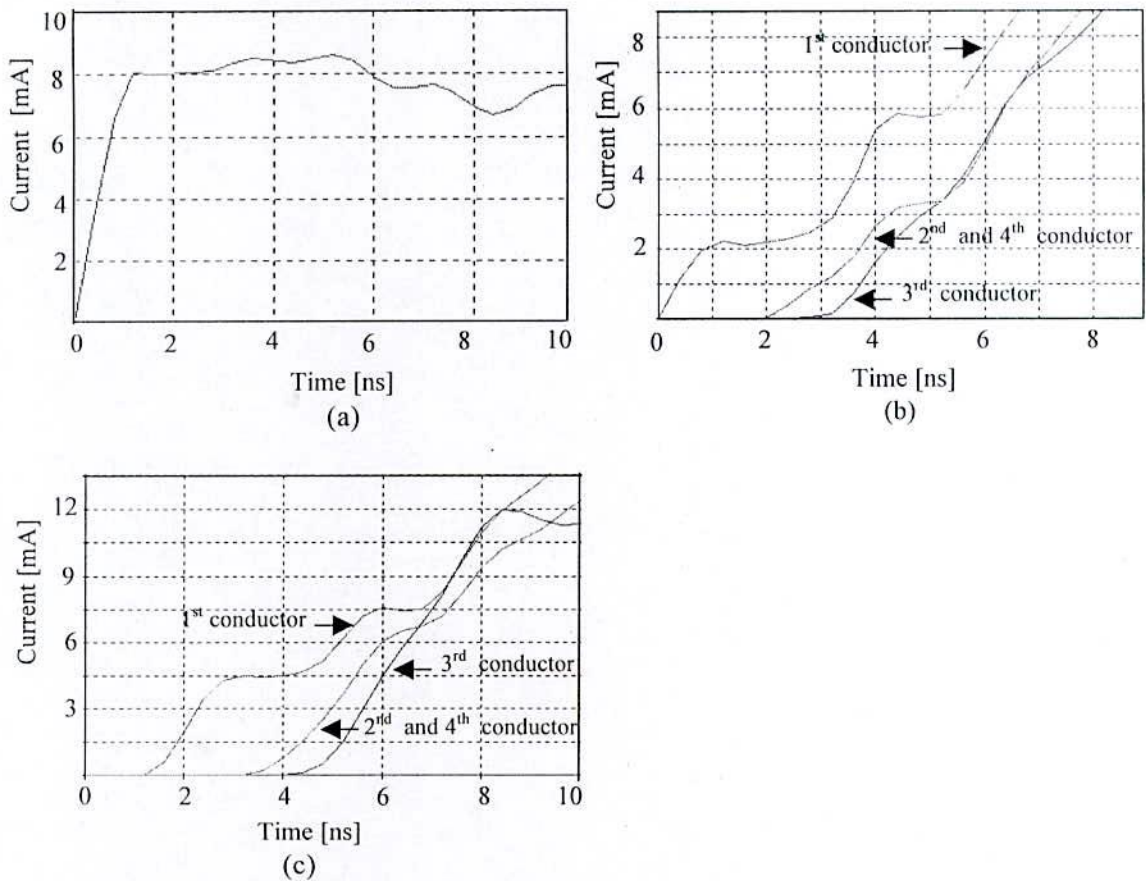 10
8
6
4
2
Current [mA]
0 2 4 6 8 10
Time [ns]
(a)
8
6
4
2
Current [mA]
1st conductor
2nd and 4th conductor
3rd conductor
0 2 4 6 8
Time [ns]
(b)
12
9
6
3
Current [mA]
1st conductor
3rd conductor
2rd and 4th conductor
0 2 4 6 8 10
Time [ns]
(c)